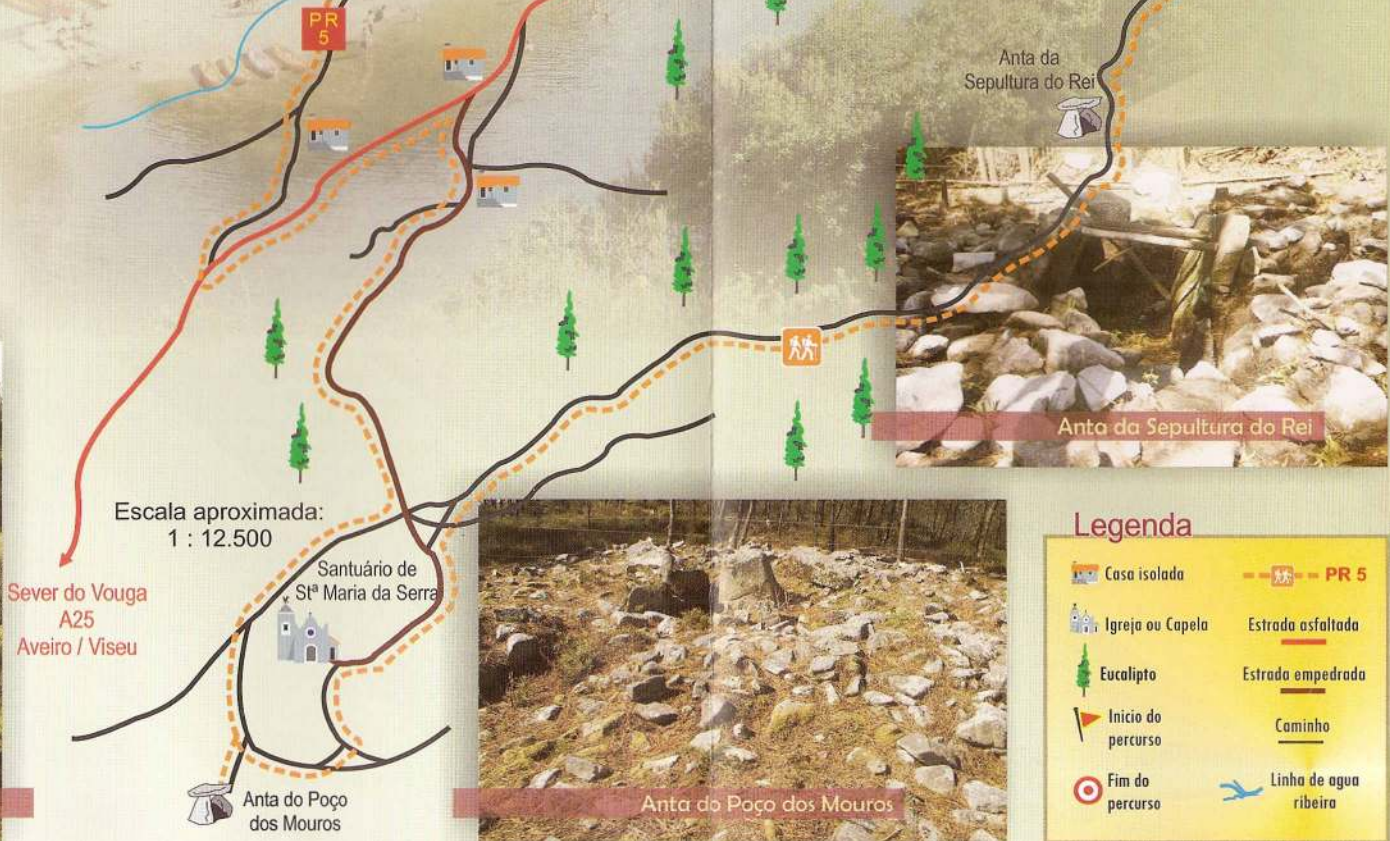 PR
5
Anta da
Sepultura do Rei
Anta da Sepultura do Rei
Escala aproximada:
1 : 12.500
Santuário de
Stª Maria da Serra
Sever do Vouga
A25
Aveiro / Viseu
Anta do Poço
dos Mouros
Anta do Poço dos Mouros
Legenda
Casa isolada
PR 5
Igreja ou Capela
Estrada asfaltada
Eucalipto
Estrada empedrada
Inicio do
percurso
Caminho
Fim do
percurso
Linha de agua
ribeira